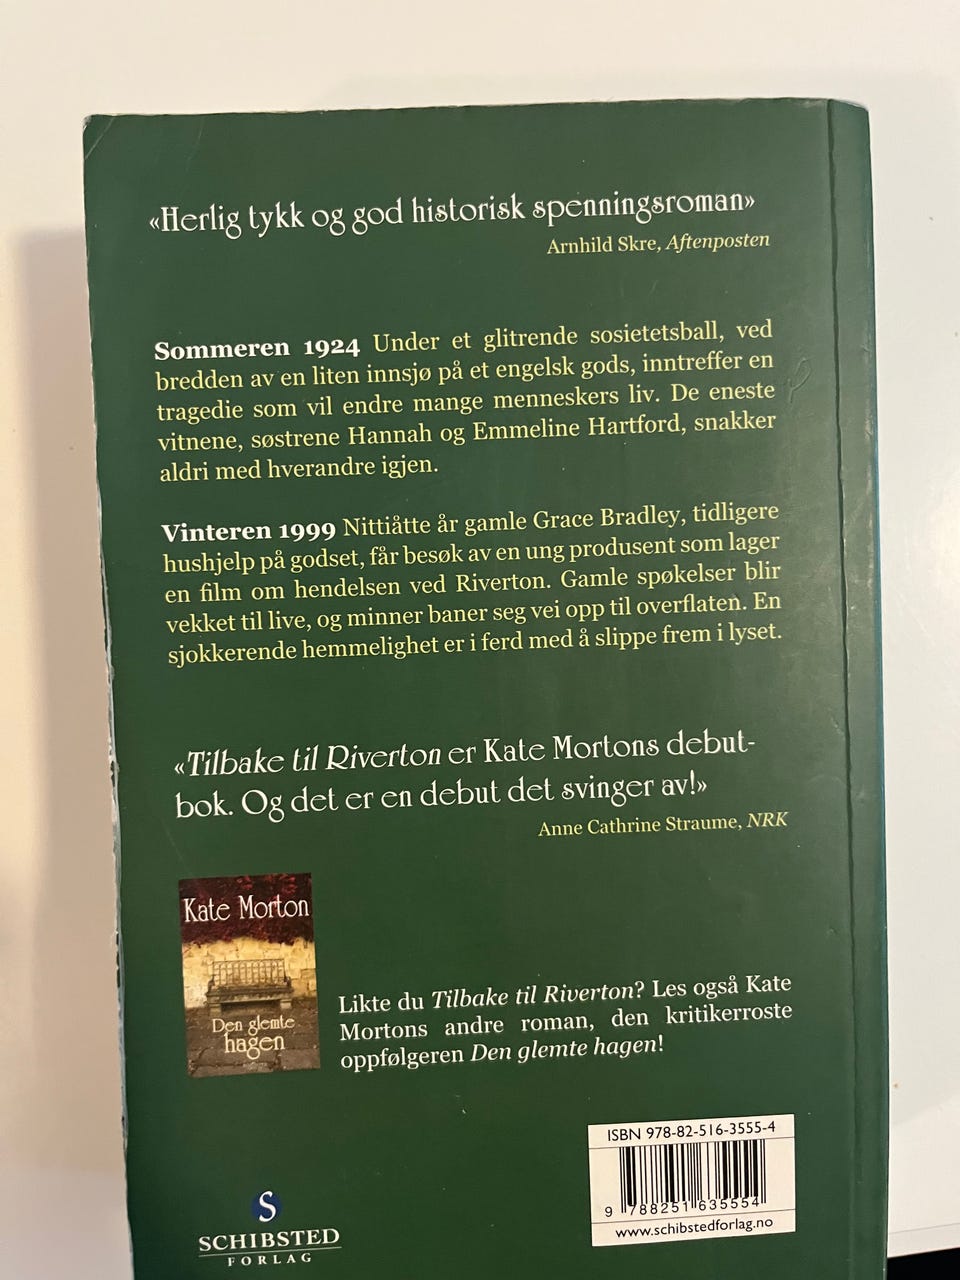 «Herlig tykk og god historisk spenningsroman»
Arnhild Skre, Aftenposten
Sommeren 1924 Under et glitrende sosietetsball, ved
bredden av en liten innsjø på et engelsk gods, inntreffer en
tragedie som vil endre mange menneskers liv. De eneste
vitnene, søstrene Hannah og Emmeline Hartford, snakker
aldri med hverandre igjen.
Vinteren 1999 Nittiåtte år gamle Grace Bradley, tidligere
hushjelp på godset, får besøk av en ung produsent som lager
en film om hendelsen ved Riverton. Gamle spøkelser blir
vekket til live, og minner baner seg vei opp til overflaten. En
sjokkerende hemmelighet er i ferd med å slippe frem i lyset.
«Tilbake til Riverton er Kate Mortons debut-
bok. Og det er en debut det svinger av!»
Anne Cathrine Straume, NRK
Kate Morton
Den glemte
hagen
Likte du Tilbake til Riverton? Les også Kate
Mortons andre roman, den kritikerroste
oppfølgeren Den glemte hagen!
ISBN 978-82-516-3555-4
9 788251 635554
www.schibstedforlag.no
S
SCHIBSTED
FORLAG